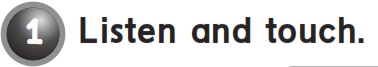 1 Listen and touch.